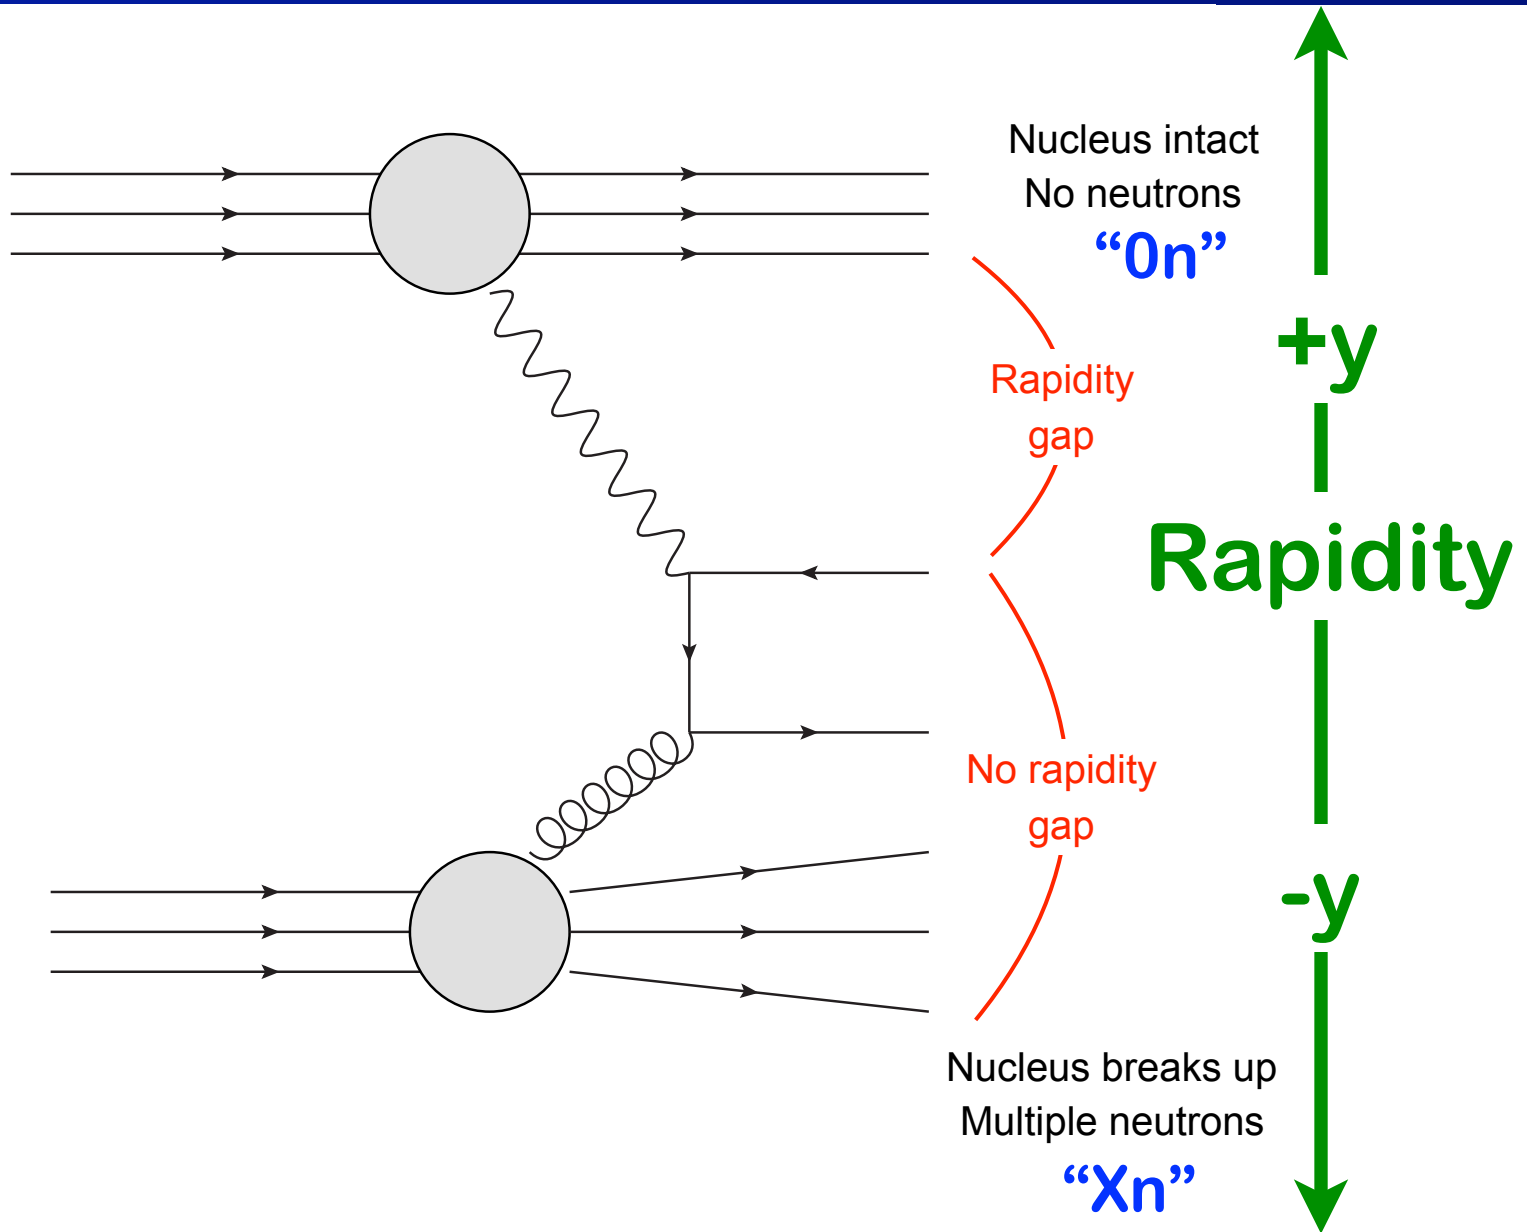 Nucleus intact
No neutrons
“0n”
+y
Rapidity
gap
Rapidity
No rapidity
gap
-y
Nucleus breaks up
Multiple neutrons
“Xn”